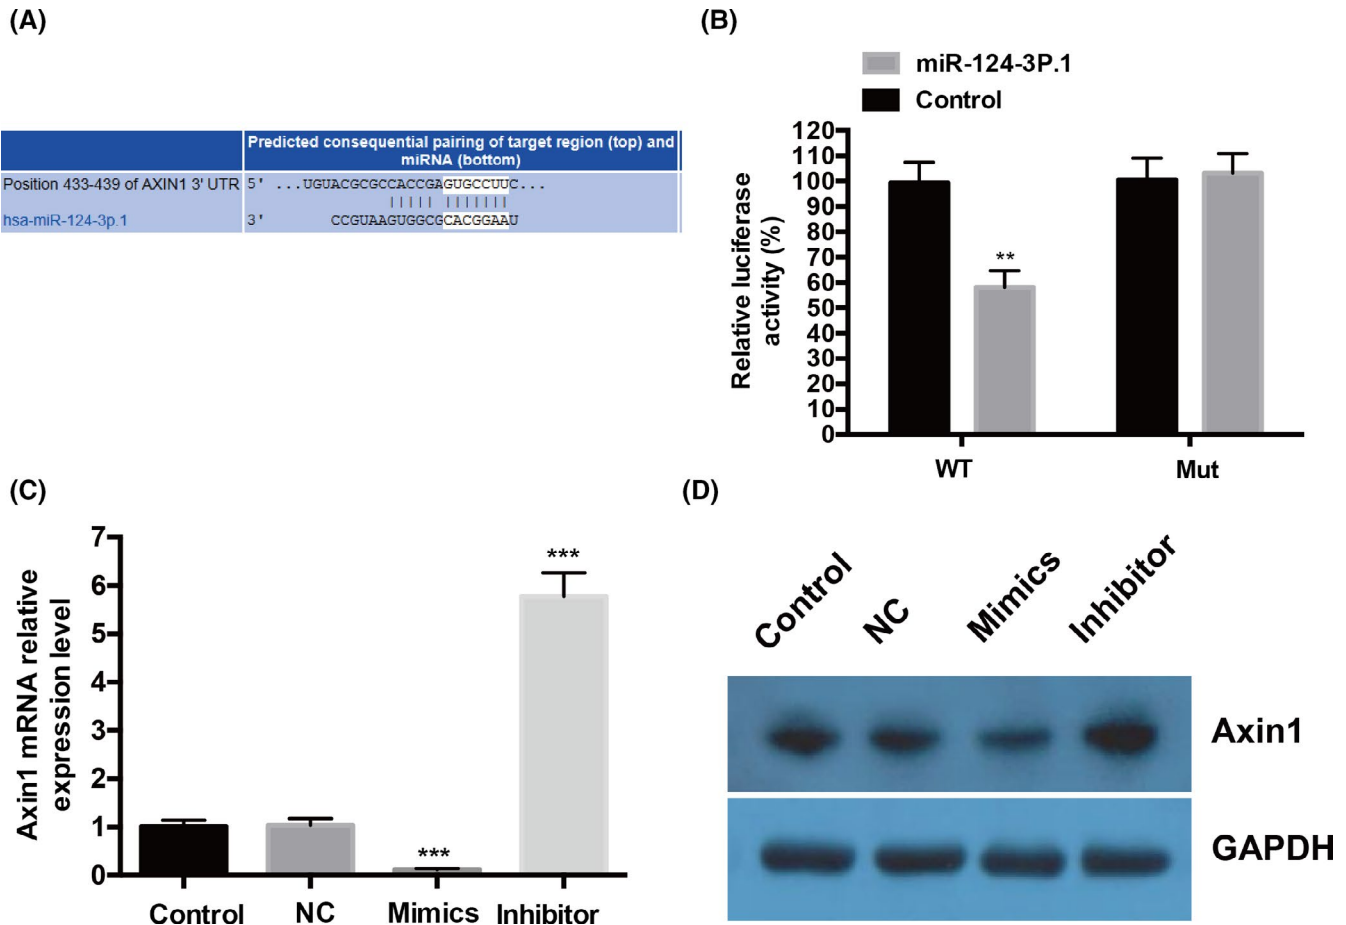 (A)
Predicted consequential pairing of target region (top) and
miRNA (bottom)
Position 433-439 of AXIN1 3' UTR 5' ...UGUACGCGCCACCGAGUGCCUUC...
||||| |||||||
hsa-miR-124-3p.1 3' CCGUAAGUGGCGCACGGAAU
(B)
miR-124-3P.1
Control
Relative luciferase
activity (%)
120
110
100
90
80
70
60
50
40
30
20
10
0
**
WT Mut
(C)
Axin1 mRNA relative
expression level
7
6
5
4
3
2
1
0
***
***
Control NC Mimics Inhibitor
(D)
Control NC Mimics Inhibitor
Axin1
GAPDH